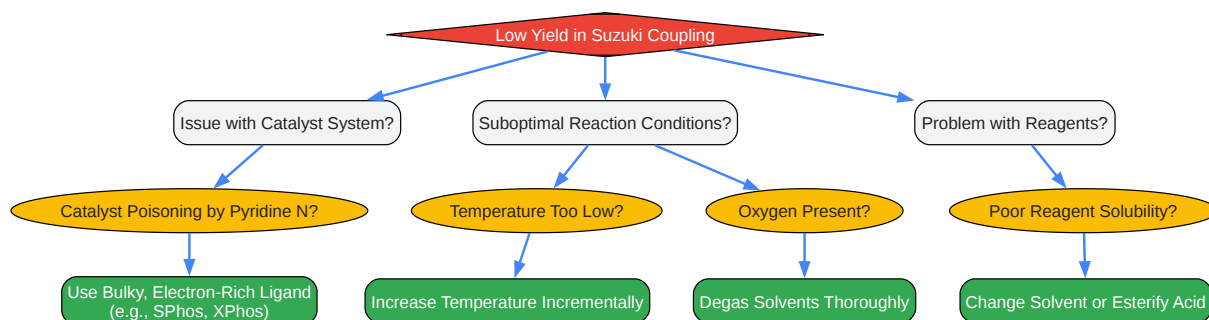 Low Yield in Suzuki Coupling
Issue with Catalyst System?
Suboptimal Reaction Conditions?
Problem with Reagents?
Catalyst Poisoning by Pyridine N?
Temperature Too Low?
Oxygen Present?
Poor Reagent Solubility?
Use Bulky, Electron-Rich Ligand
(e.g., SPhos, XPhos)
Increase Temperature Incrementally
Degas Solvents Thoroughly
Change Solvent or Esterify Acid